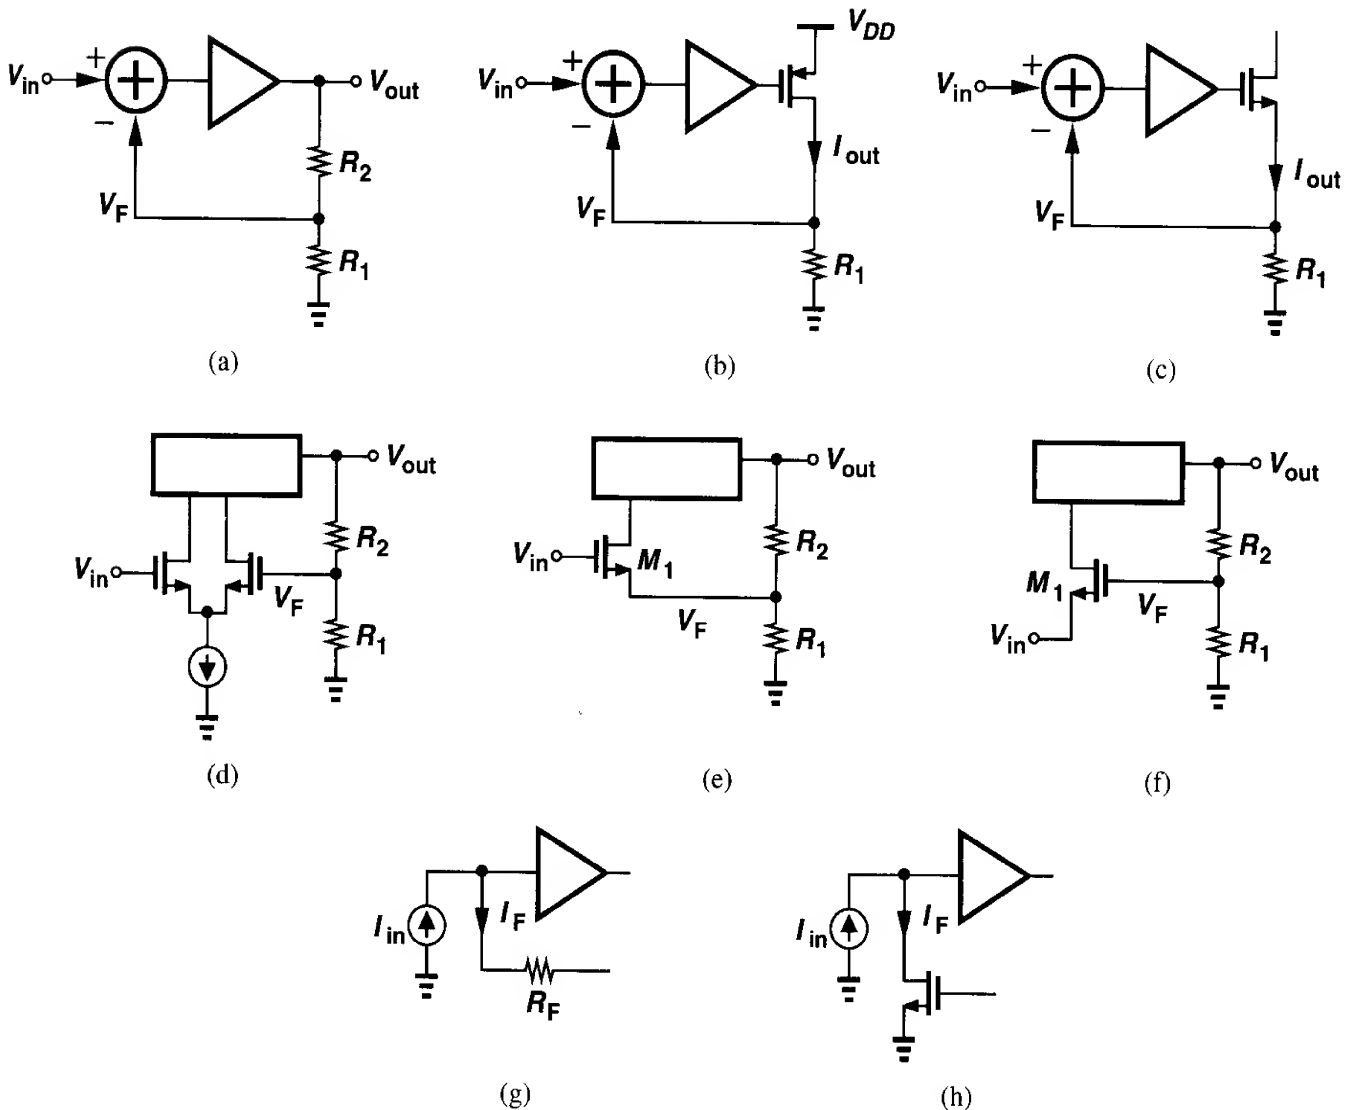 V_in + + − V_out R_2 V_F R_1
(a)
V_in + + − V_DD I_out V_F R_1
(b)
V_in + + − I_out V_F R_1
(c)
V_out R_2 V_in V_F R_1
(d)
V_out R_2 V_in M_1 V_F R_1
(e)
V_out R_2 M_1 V_F V_in R_1
(f)
I_in I_F R_F
(g)
I_in I_F
(h)